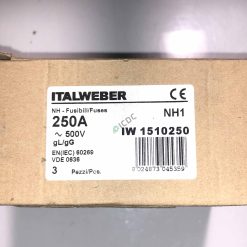 ITALWEBER CE
NH - Fusibili/Fuses NH1
250A
~ 500V IW 1510250
gL/gG
EN(IEC) 60269
VDE 0636
3 Pezzi/Pcs.
ICDC